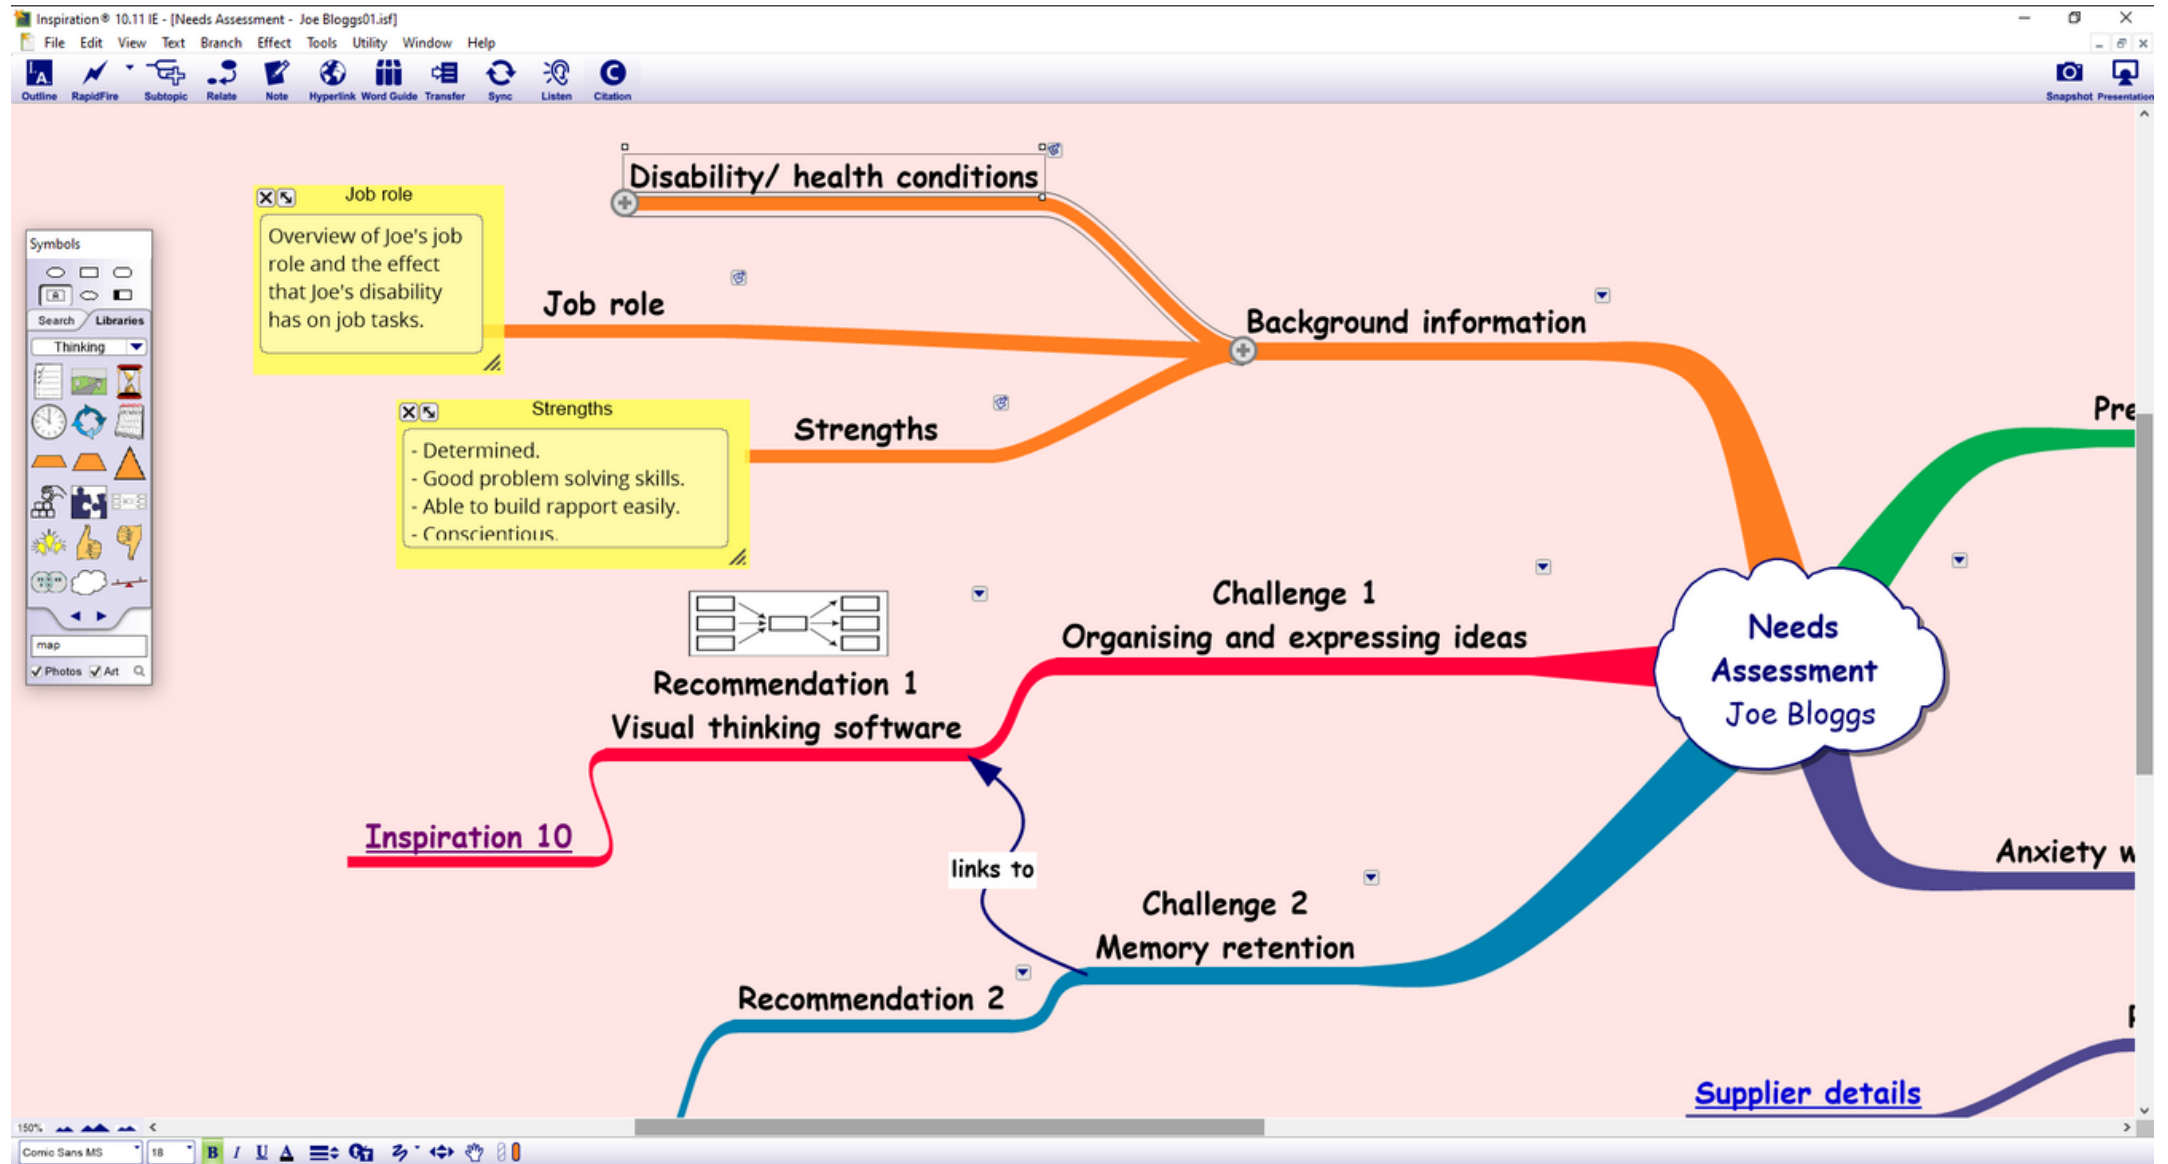 Inspiration® 10.11 IE - [Needs Assessment - Joe Bloggs01.isf]
File Edit View Text Branch Effect Tools Utility Window Help
Outline RapidFire Subtopic Relate Note Hyperlink Word Guide Transfer Sync Listen Citation Snapshot Presentation
Disability/ health conditions
Job role
Overview of Joe's job
role and the effect
that Joe's disability
has on job tasks.
Job role
Background information
Strengths
- Determined.
- Good problem solving skills.
- Able to build rapport easily.
- Conscientious.
Strengths
Symbols
Search Libraries
Thinking
map
Photos Art
Pre
Challenge 1
Organising and expressing ideas
Recommendation 1
Visual thinking software
Inspiration 10
Needs
Assessment
Joe Bloggs
links to
Challenge 2
Memory retention
Recommendation 2
Anxiety w
Supplier details
150%
Comic Sans MS 18 B I U A